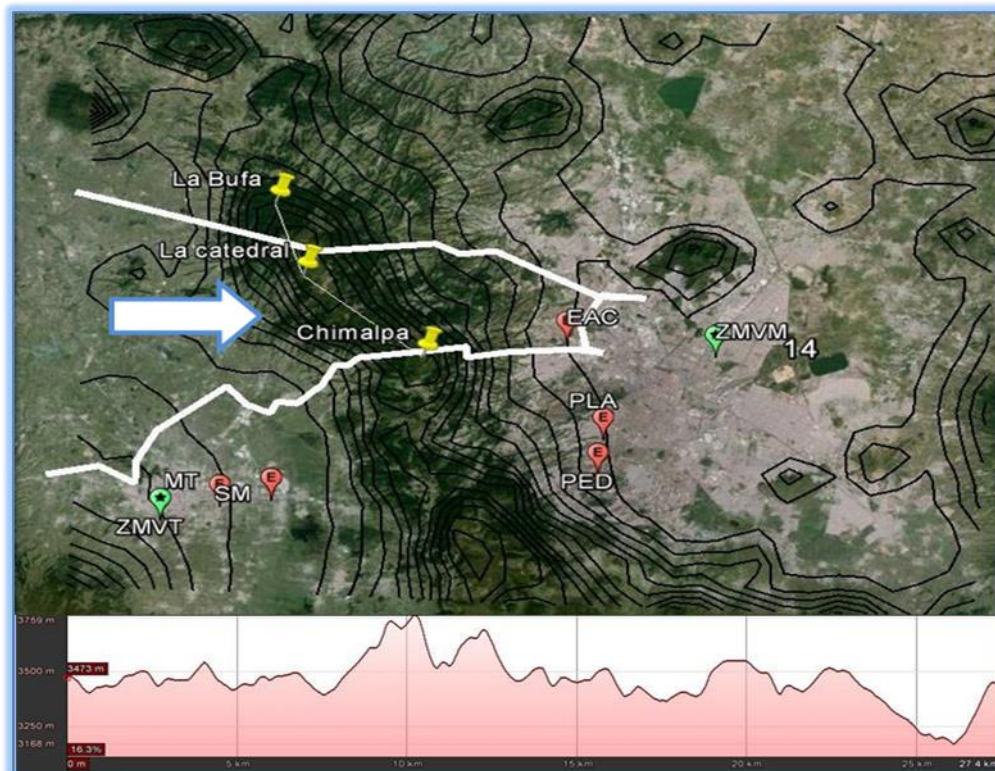 La Bufa
La catedral
Chimalpa
EAC
ZMVM
14
PLA
PED
MT
SM
ZMVT
E
E
E
E
3759 m
3500 m
3473 m
3250 m
3168 m
16.3%
0 m
5 km
10 km
15 km
20 km
25 km
27.4 km